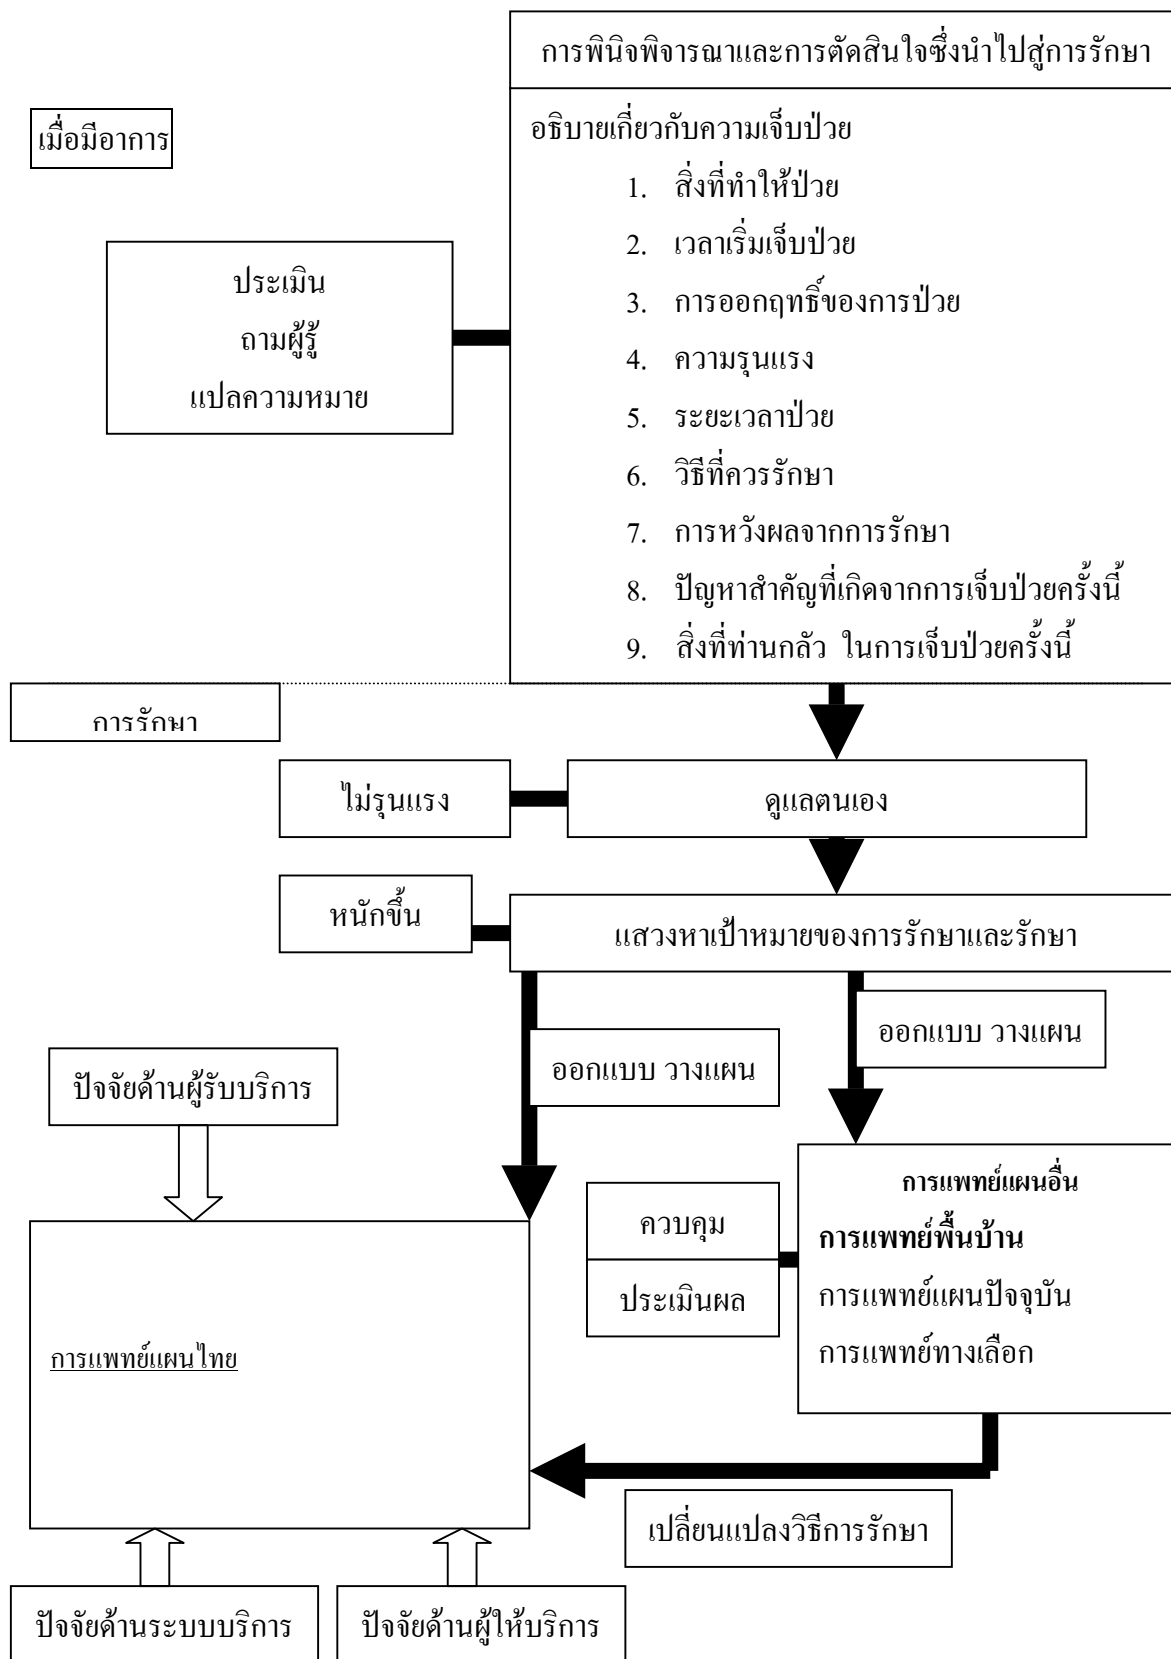 การพินิจพิจารณาและการตัดสินใจซึ่งนำไปสู่การรักษา
เมื่อมีอาการ
อธิบายเกี่ยวกับความเจ็บป่วย
1. สิ่งที่ทำให้ป่วย
2. เวลาเริ่มเจ็บป่วย
3. การออกฤทธิ์ของการป่วย
4. ความรุนแรง
5. ระยะเวลาป่วย
6. วิธีที่ควรรักษา
7. การหวังผลจากการรักษา
8. ปัญหาสำคัญที่เกิดจากการเจ็บป่วยครั้งนี้
9. สิ่งที่ท่านกลัว ในการเจ็บป่วยครั้งนี้
ประเมิน
ถามผู้รู้
แปลความหมาย
การรักษา
ไม่รุนแรง
ดูแลตนเอง
หนักขึ้น
แสวงหาเป้าหมายของการรักษาและรักษา
ออกแบบ วางแผน
ออกแบบ วางแผน
ปัจจัยด้านผู้รับบริการ
การแพทย์แผนอื่น
การแพทย์พื้นบ้าน
การแพทย์แผนปัจจุบัน
การแพทย์ทางเลือก
ควบคุม
ประเมินผล
การแพทย์แผนไทย
เปลี่ยนแปลงวิธีการรักษา
ปัจจัยด้านระบบบริการ
ปัจจัยด้านผู้ให้บริการ